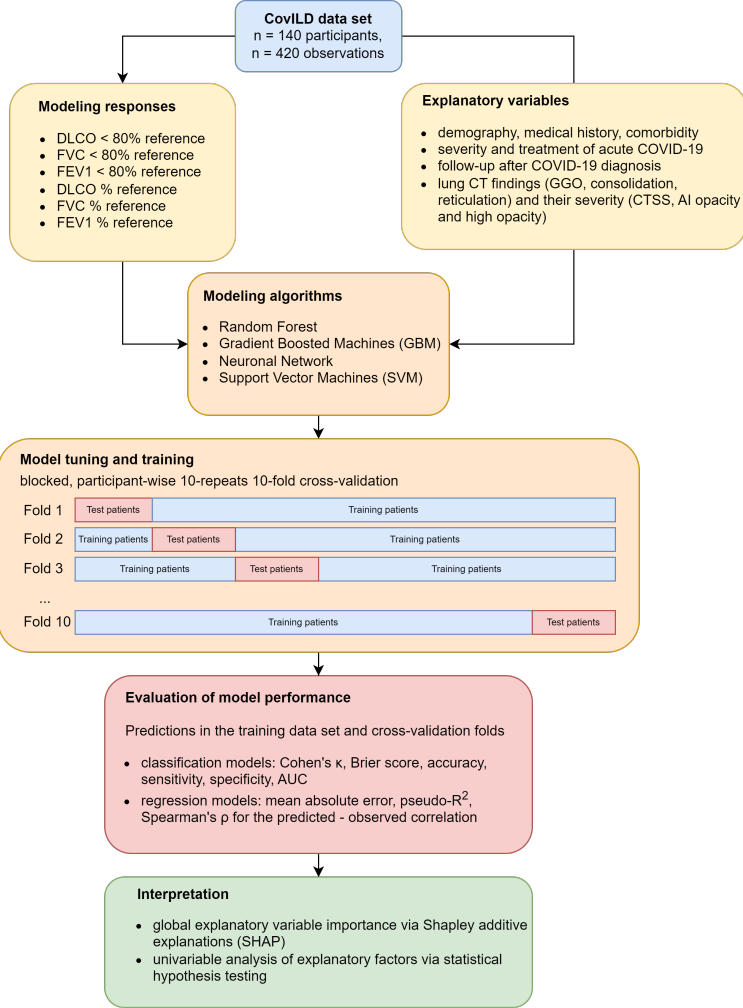 CovILD data set
n = 140 participants,
n = 420 observations
Modeling responses
• DLCO < 80% reference
• FVC < 80% reference
• FEV1 < 80% reference
• DLCO % reference
• FVC % reference
• FEV1 % reference
Explanatory variables
• demography, medical history, comorbidity
• severity and treatment of acute COVID-19
• follow-up after COVID-19 diagnosis
• lung CT findings (GGO, consolidation,
reticulation) and their severity (CTSS, AI opacity
and high opacity)
Modeling algorithms
• Random Forest
• Gradient Boosted Machines (GBM)
• Neuronal Network
• Support Vector Machines (SVM)
Model tuning and training
blocked, participant-wise 10-repeats 10-fold cross-validation
Fold 1 Test patients Training patients
Fold 2 Training patients Test patients Training patients
Fold 3 Training patients Test patients Training patients
...
Fold 10 Training patients Test patients
Evaluation of model performance
Predictions in the training data set and cross-validation folds
• classification models: Cohen's κ, Brier score, accuracy,
sensitivity, specificity, AUC
• regression models: mean absolute error, pseudo-R²,
Spearman's ρ for the predicted - observed correlation
Interpretation
• global explanatory variable importance via Shapley additive
explanations (SHAP)
• univariable analysis of explanatory factors via statistical
hypothesis testing